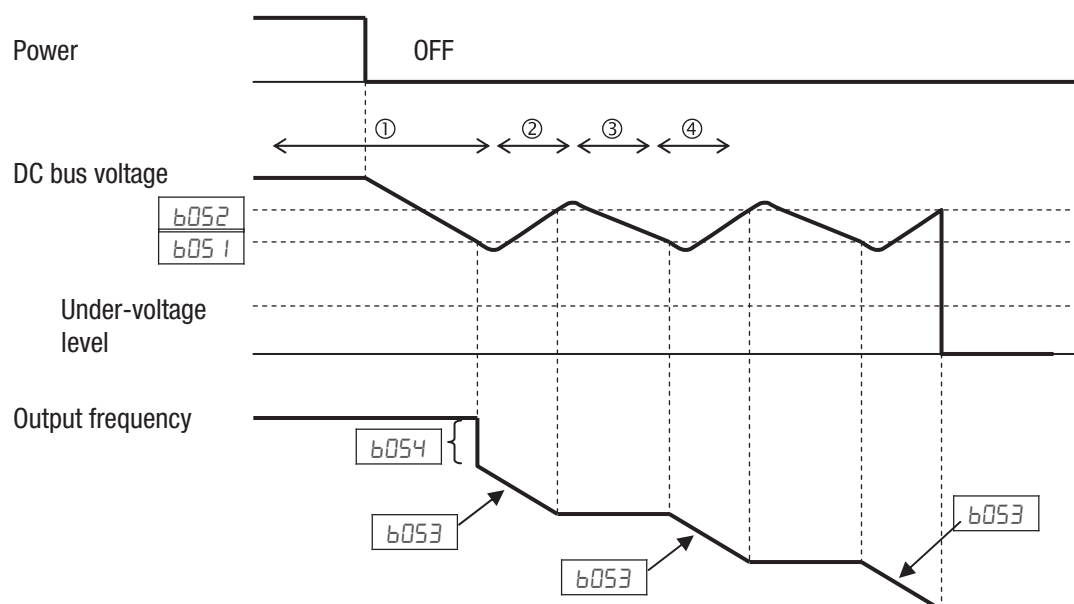 Power
OFF
① ② ③ ④
DC bus voltage
b052
b051
Under-voltage
level
Output frequency
b054
b053
b053
b053